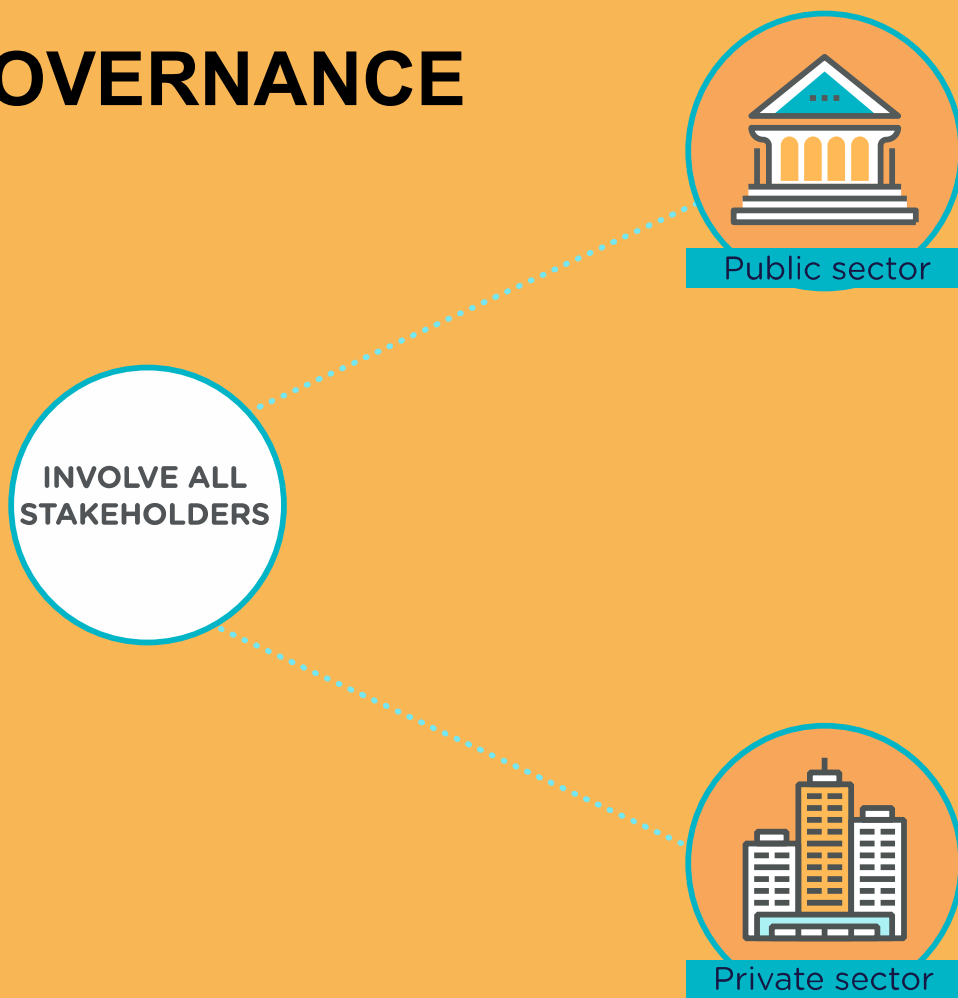 OVERNANCE
Public sector
INVOLVE ALL
STAKEHOLDERS
Private sector